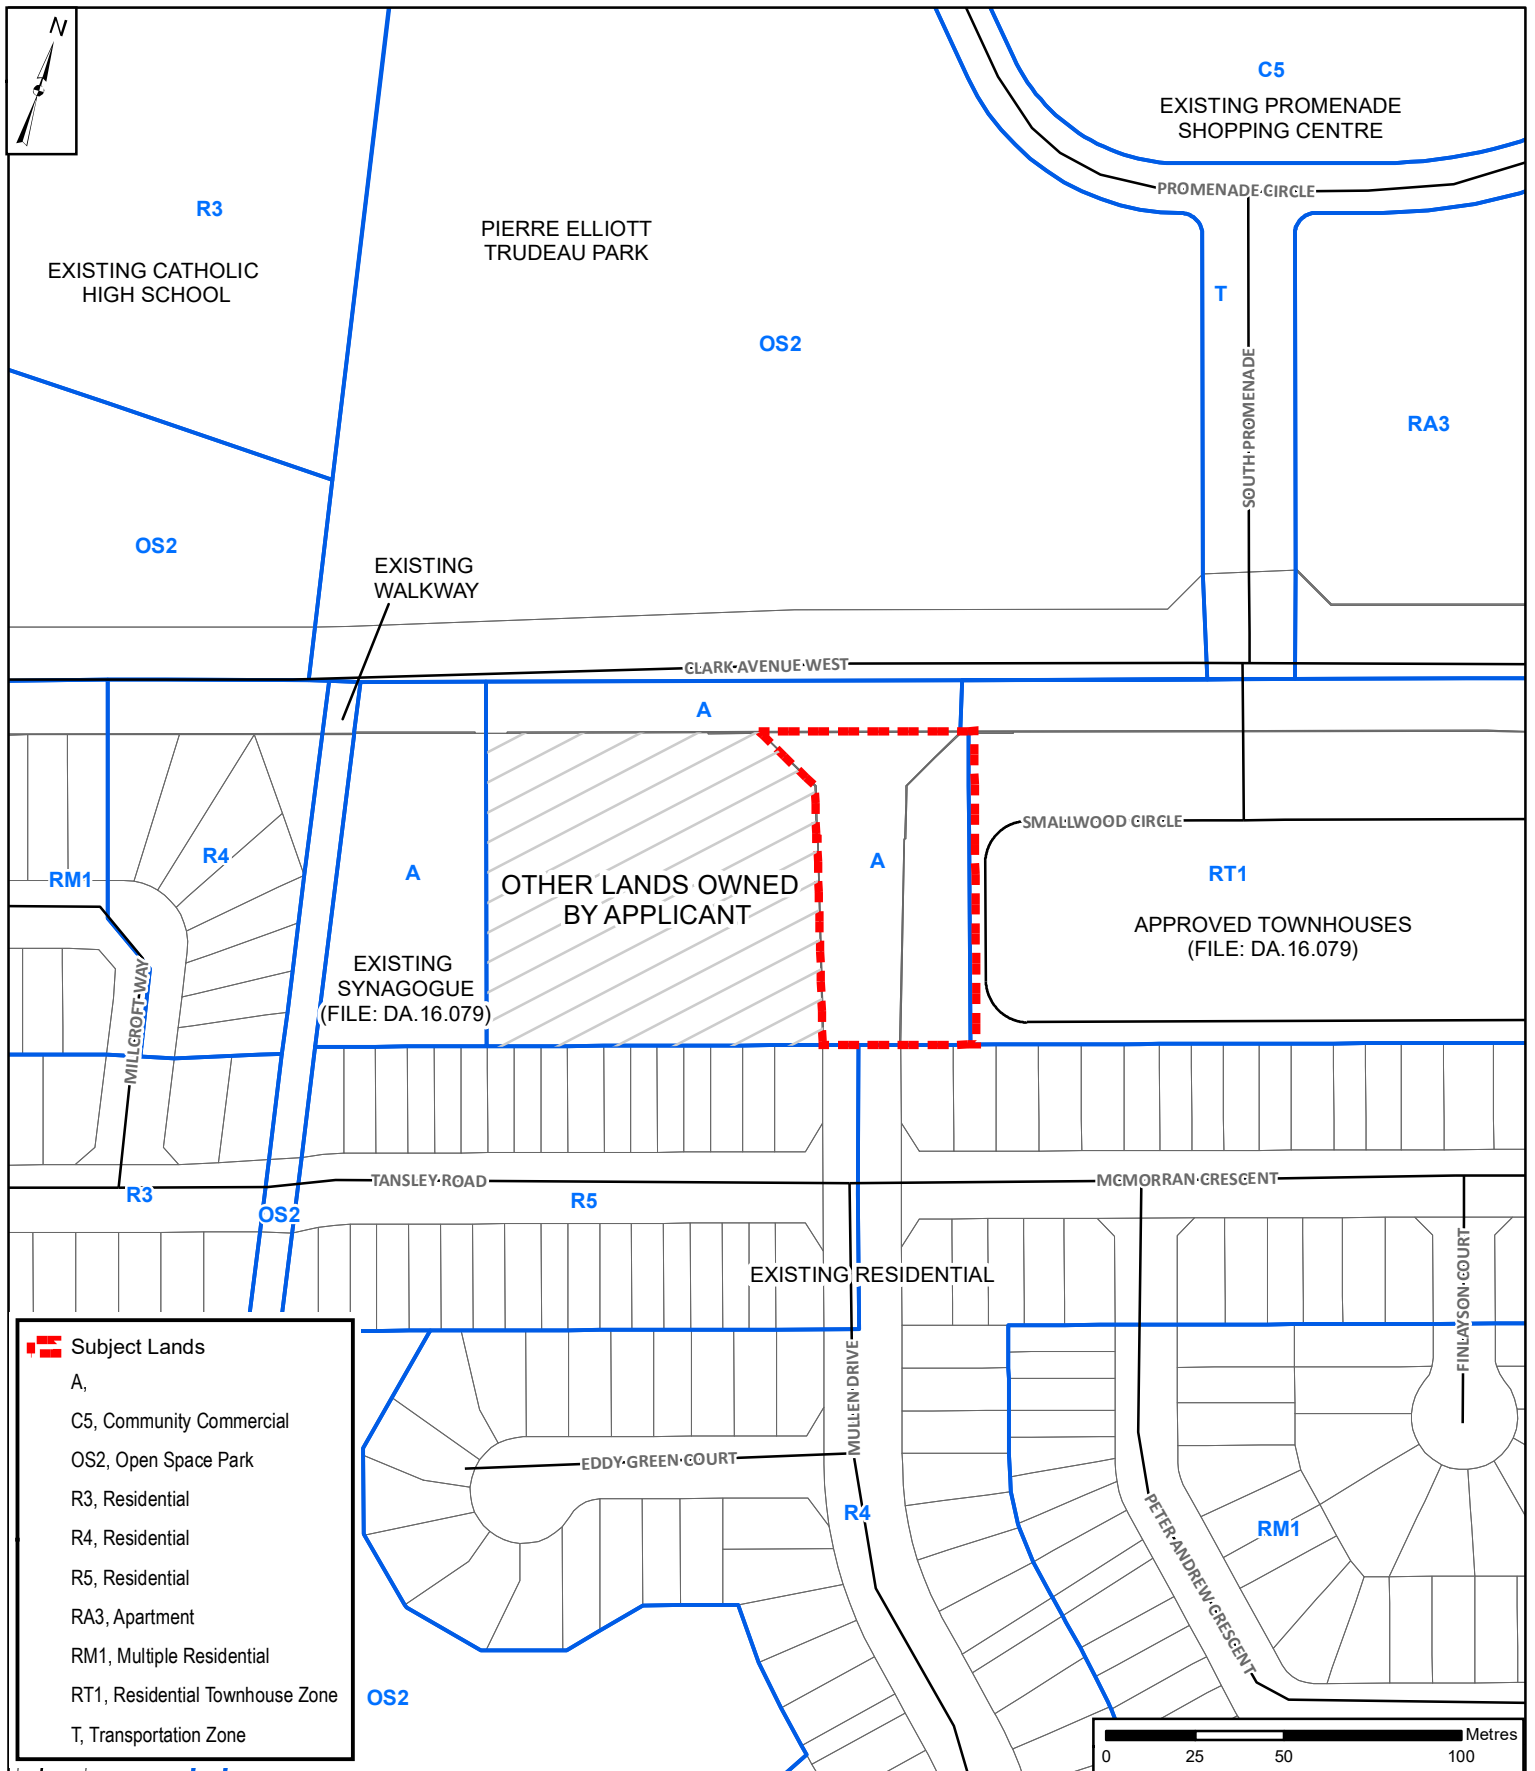 N
C5
EXISTING PROMENADE
SHOPPING CENTRE
PROMENADE CIRCLE
R3
EXISTING CATHOLIC
HIGH SCHOOL
PIERRE ELLIOTT
TRUDEAU PARK
OS2
T
SOUTH PROMENADE
RA3
OS2
EXISTING
WALKWAY
CLARK AVENUE WEST
A
SMALLWOOD CIRCLE
R4
RM1
A
OTHER LANDS OWNED
BY APPLICANT
A
RT1
APPROVED TOWNHOUSES
(FILE: DA.16.079)
EXISTING
SYNAGOGUE
(FILE: DA.16.079)
MILLCROFT WAY
TANSLEY ROAD
MCMORRAN CRESCENT
R3
R5
OS2
EXISTING RESIDENTIAL
FINLAYSON COURT
MULLEN DRIVE
EDDY GREEN COURT
R4
PETER ANDREW CRESCENT
RM1
OS2
Subject Lands
A,
C5, Community Commercial
OS2, Open Space Park
R3, Residential
R4, Residential
R5, Residential
RA3, Apartment
RM1, Multiple Residential
RT1, Residential Townhouse Zone
T, Transportation Zone
Metres
0 25 50 100